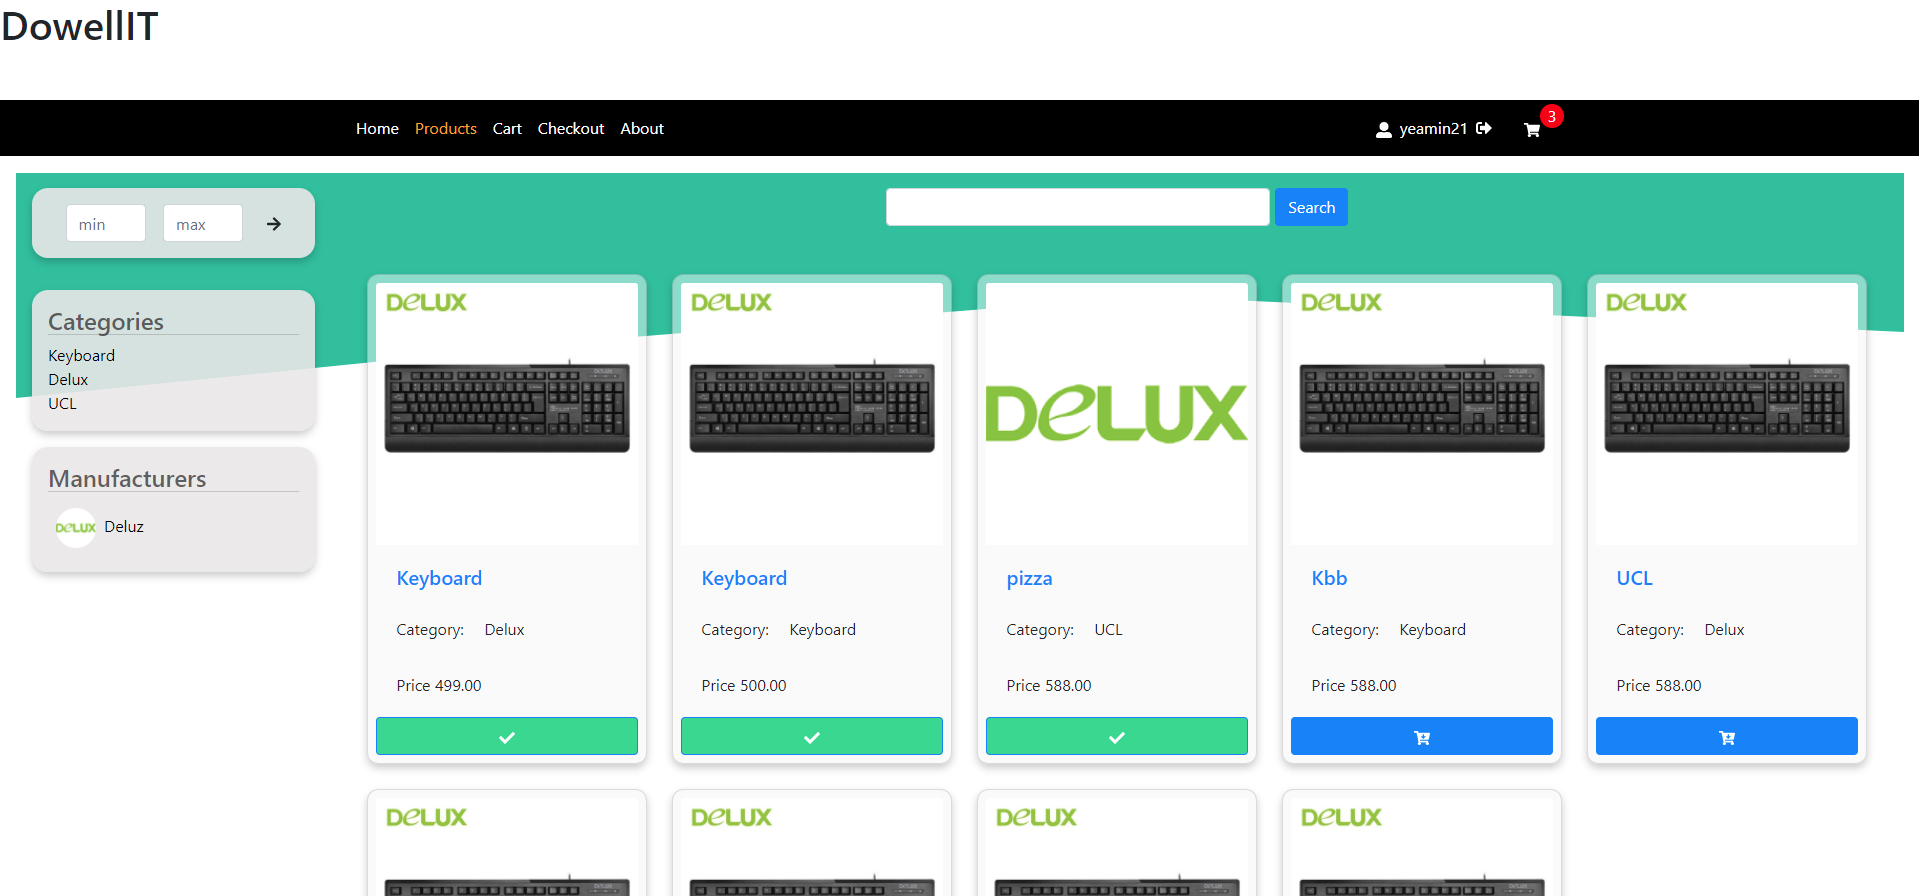 DowellIT
Home Products Cart Checkout About yeamin21 3
min max
Search
Categories
Keyboard
Delux
UCL
Manufacturers
DeLUX Deluz
DeLUX
DeLUX
DeLUX
DeLUX
DeLUX
Keyboard
Category: Delux
Price 499.00
Keyboard
Category: Keyboard
Price 500.00
pizza
Category: UCL
Price 588.00
Kbb
Category: Keyboard
Price 588.00
UCL
Category: Delux
Price 588.00
DeLUX
DeLUX
DeLUX
DeLUX